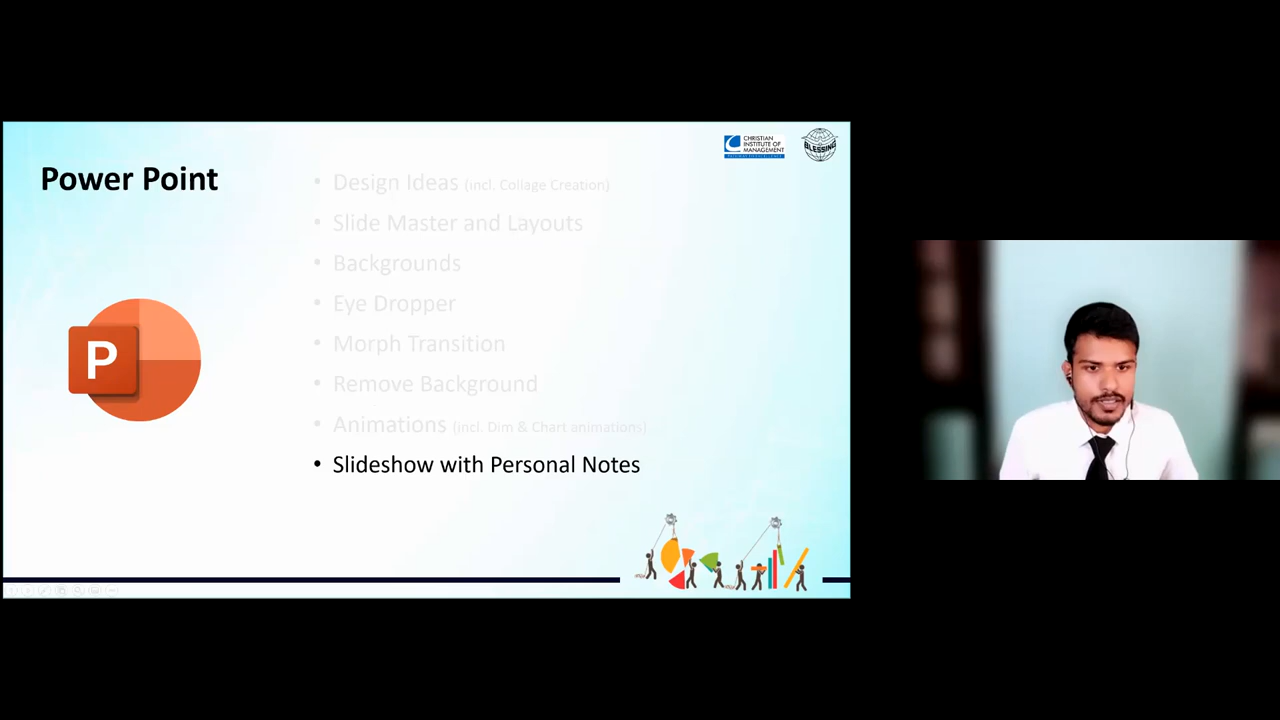 CHRISTIAN
INSTITUTE OF
MANAGEMENT
BLESSING
Power Point
• Design Ideas (incl. Collage Creation)
• Slide Master and Layouts
• Backgrounds
• Eye Dropper
• Morph Transition
• Remove Background
• Animations (incl. Dim & Chart animations)
• Slideshow with Personal Notes
P